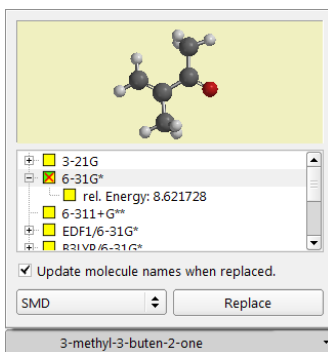 3-21G
6-31G*
rel. Energy: 8.621728
6-311+G**
EDF1/6-31G*
B3LYP/6-31G*
Update molecule names when replaced.
SMD Replace
3-methyl-3-buten-2-one